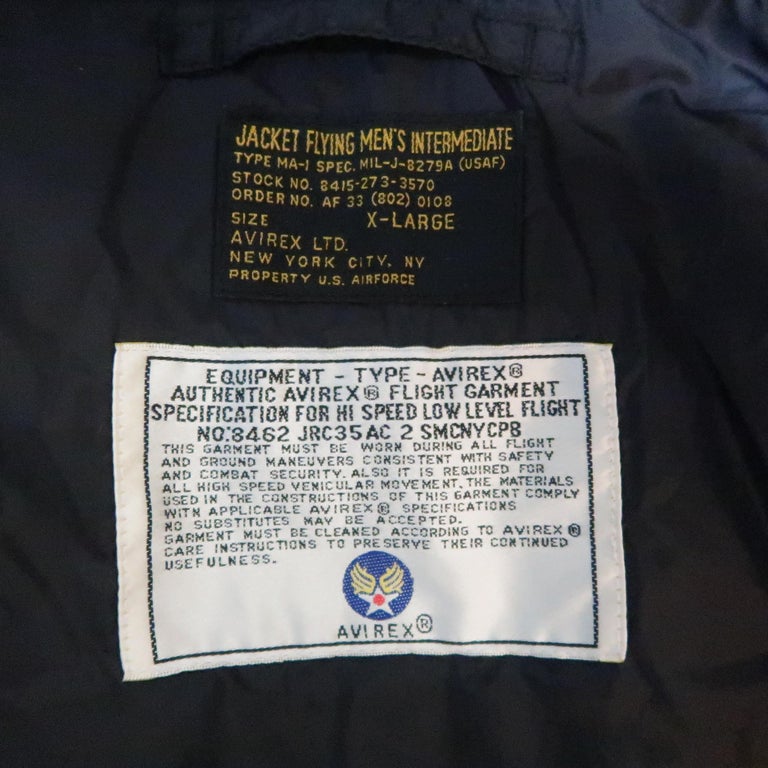 JACKET FLYING MEN'S INTERMEDIATE
TYPE MA-1 SPEC. MIL-J-8279A (USAF)
STOCK NO. 8415-273-3570
ORDER NO. AF 33 (802) 0108
SIZE X-LARGE
AVIREX LTD.
NEW YORK CITY, NY
PROPERTY U.S. AIRFORCE
EQUIPMENT - TYPE - AVIREX®
AUTHENTIC AVIREX® FLIGHT GARMENT
SPECIFICATION FOR HI SPEED LOW LEVEL FLIGHT
NO:8462 JRC35AC 2 SMCNYCPB
THIS GARMENT MUST BE WORN DURING ALL FLIGHT
AND GROUND MANEUVERS CONSISTENT WITH SAFETY
AND COMBAT SECURITY. ALSO IT IS REQUIRED FOR
ALL HIGH SPEED VENICULAR MOVEMENT. THE MATERIALS
USED IN THE CONSTRUCTIONS OF THIS GARMENT COMPLY
WITH APPLICABLE AVIREX®. SPECIFICATIONS
NO SUBSTITUTES MAY BE ACCEPTED.
GARMENT MUST BE CLEANED ACCORDING TO AVIREX®
CARE INSTRUCTIONS TO PRESERVE THEIR CONTINUED
USEFULNESS.
AVIREX®